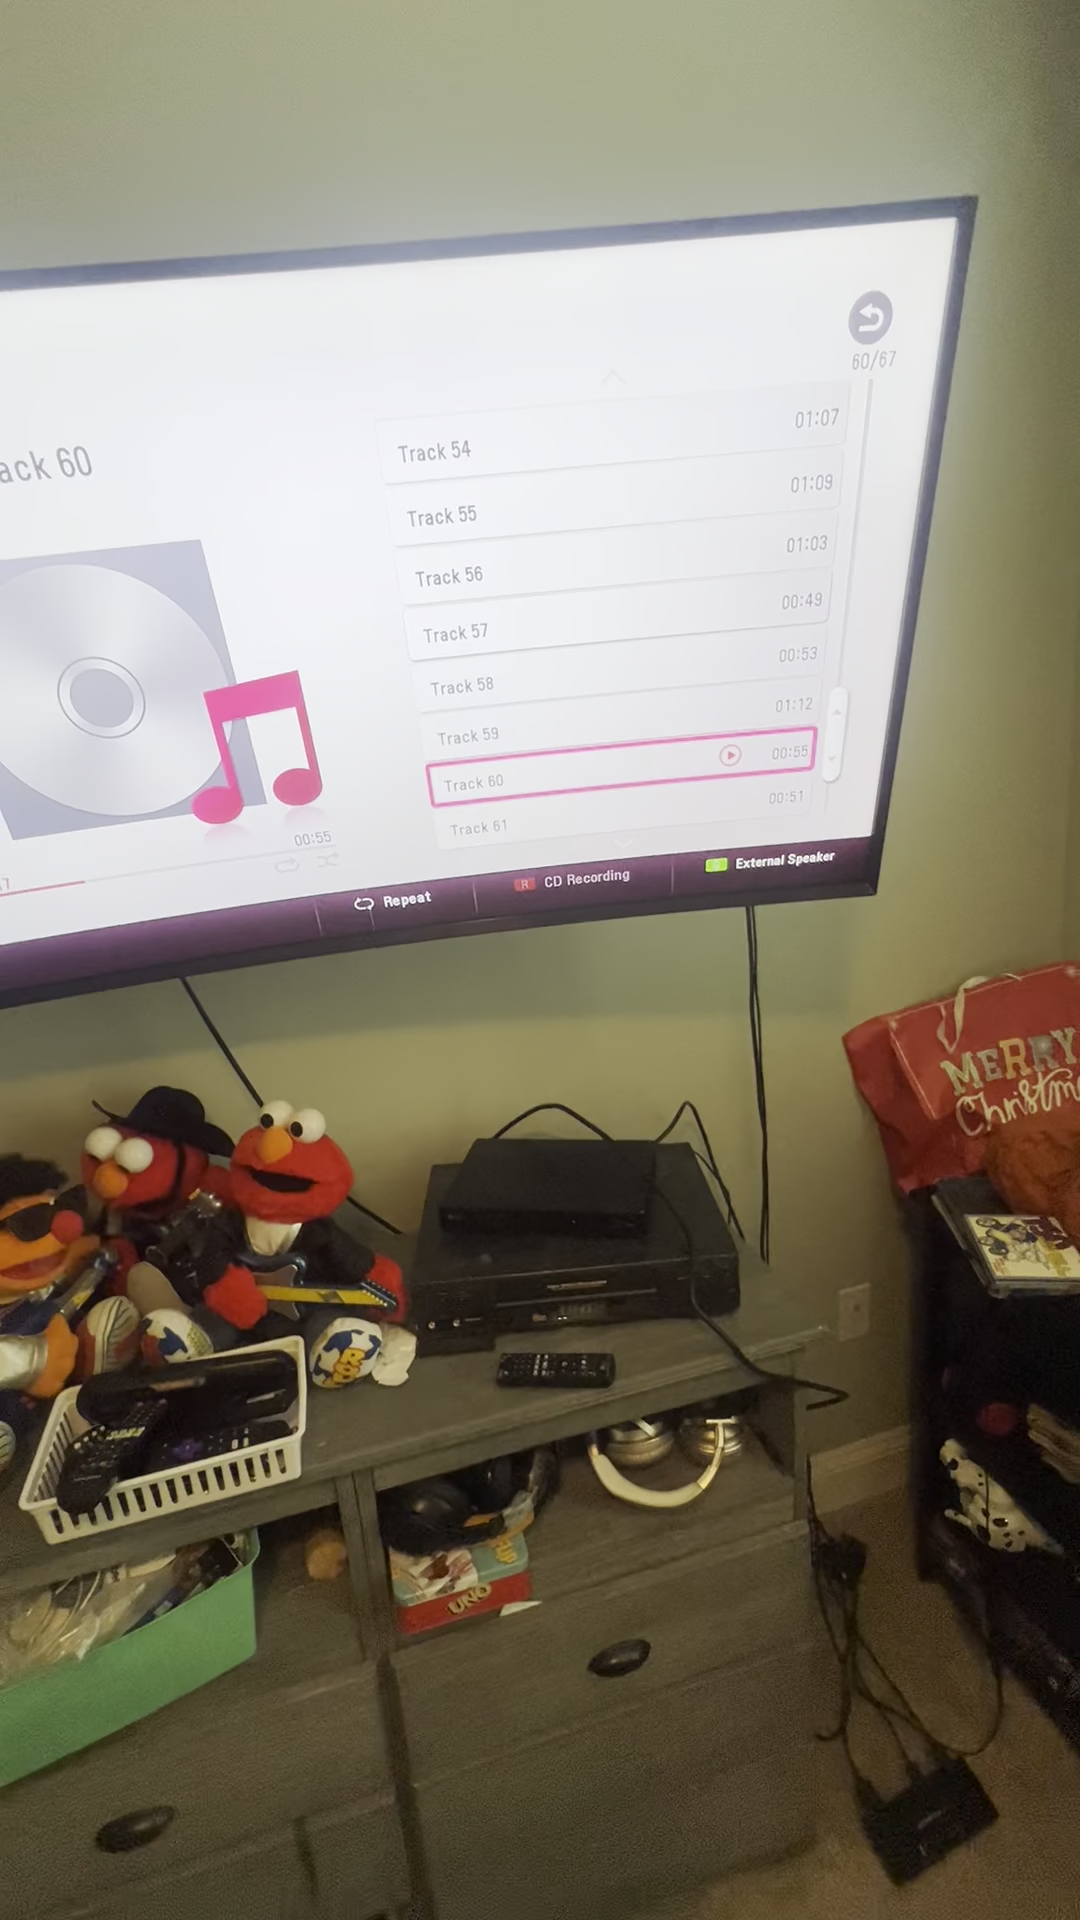 60/67
ack 60
Track 54 01:07
Track 55 01:09
Track 56 01:03
Track 57 00:49
Track 58 00:53
Track 59 01:12
Track 60 00:55
Track 61 00:51
00:55
7
Repeat
R CD Recording
External Speaker
MERRY
Christm
UNO